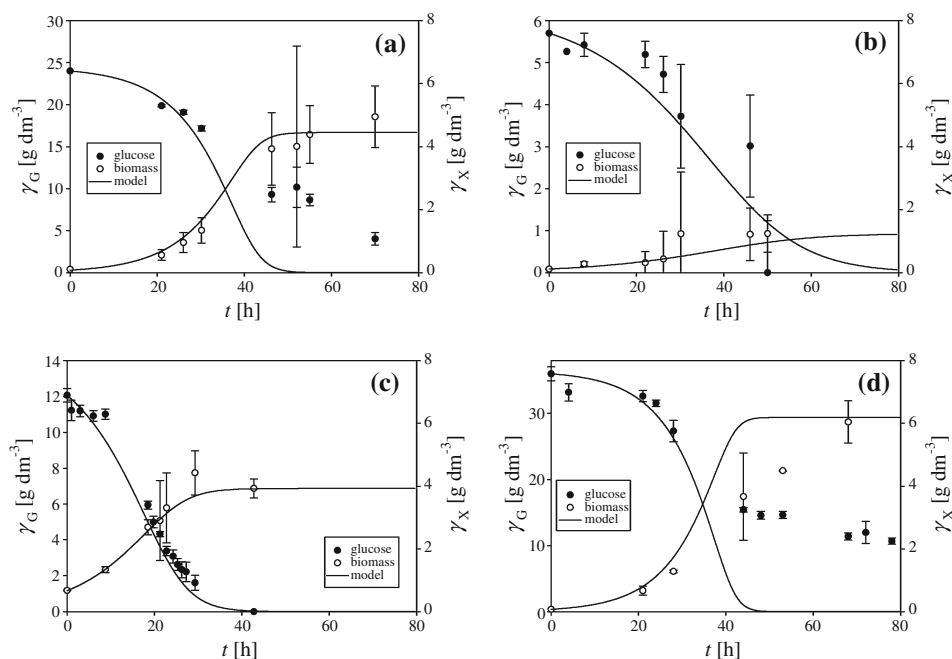 (a)
γG [g dm-3]
30
25
20
15
10
5
0
8
6
4
2
0
γX [g dm-3]
glucose
biomass
model
0 20 40 60 80
t [h]
(b)
γG [g dm-3]
6
5
4
3
2
1
0
8
6
4
2
0
γX [g dm-3]
glucose
biomass
model
0 20 40 60 80
t [h]
(c)
γG [g dm-3]
14
12
10
8
6
4
2
0
8
6
4
2
0
γX [g dm-3]
glucose
biomass
model
0 20 40 60 80
t [h]
(d)
γG [g dm-3]
30
20
10
0
8
6
4
2
0
γX [g dm-3]
glucose
biomass
model
0 20 40 60 80
t [h]